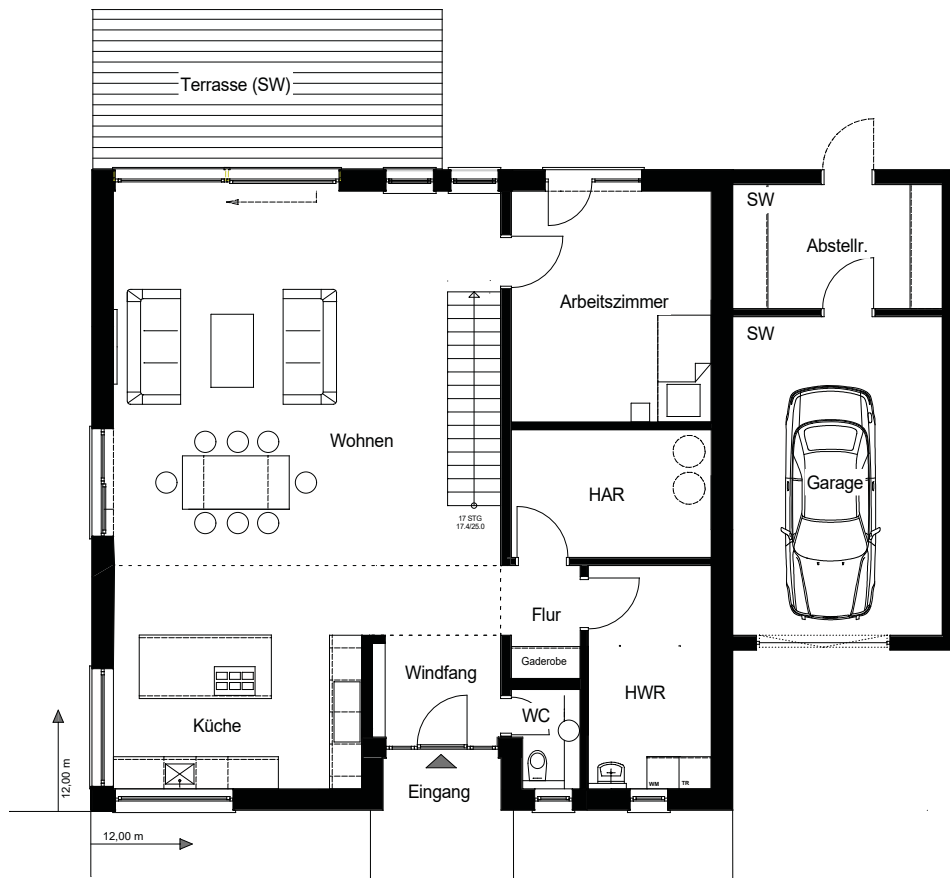 Terrasse (SW)
SW
Abstellr.
Arbeitszimmer
SW
Wohnen
Garage
HAR
17 STG
17.4/25.0
Flur
Gaderobe
Windfang
HWR
WC
Küche
WM
TR
Eingang
12,00 m
12,00 m